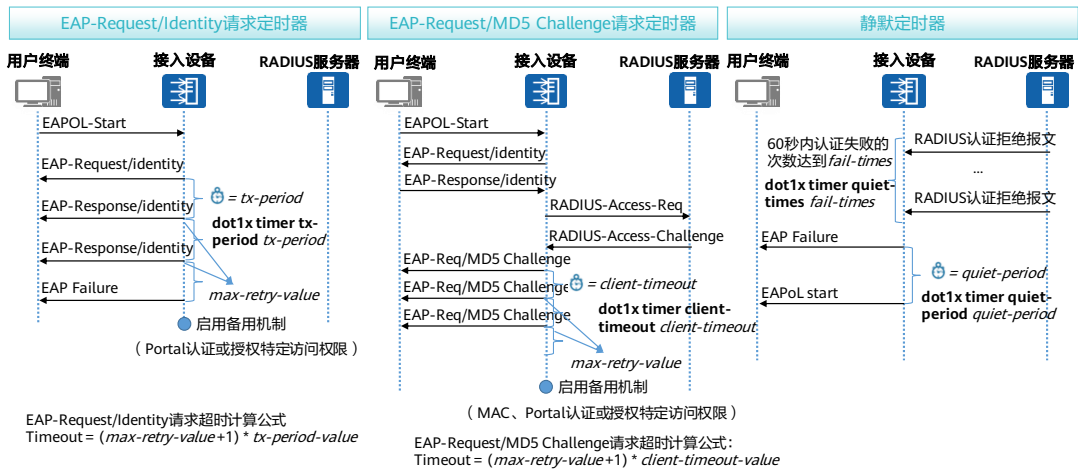 EAP-Request/Identity请求定时器
用户终端
接入设备
RADIUS服务器
EAPOL-Start
EAP-Request/identity
EAP-Response/identity
EAP-Response/identity
EAP Failure
= tx-period
dot1x timer tx-
period tx-period
max-retry-value
启用备用机制
（Portal认证或授权特定访问权限）
EAP-Request/Identity请求超时计算公式
Timeout = (max-retry-value+1) * tx-period-value
EAP-Request/MD5 Challenge请求定时器
用户终端
接入设备
RADIUS服务器
EAPOL-Start
EAP-Request/identity
EAP-Response/identity
RADIUS-Access-Req
RADIUS-Access-Challenge
EAP-Req/MD5 Challenge
EAP-Req/MD5 Challenge
EAP-Req/MD5 Challenge
= client-timeout
dot1x timer client-
timeout client-timeout
max-retry-value
启用备用机制
（MAC、Portal认证或授权特定访问权限）
EAP-Request/MD5 Challenge请求超时计算公式：
Timeout = (max-retry-value+1) * client-timeout-value
静默定时器
用户终端
接入设备
RADIUS服务器
60秒内认证失败的
次数达到fail-times
dot1x timer quiet-
times fail-times
RADIUS认证拒绝报文
...
RADIUS认证拒绝报文
EAP Failure
EAPoL start
= quiet-period
dot1x timer quiet-
period quiet-period